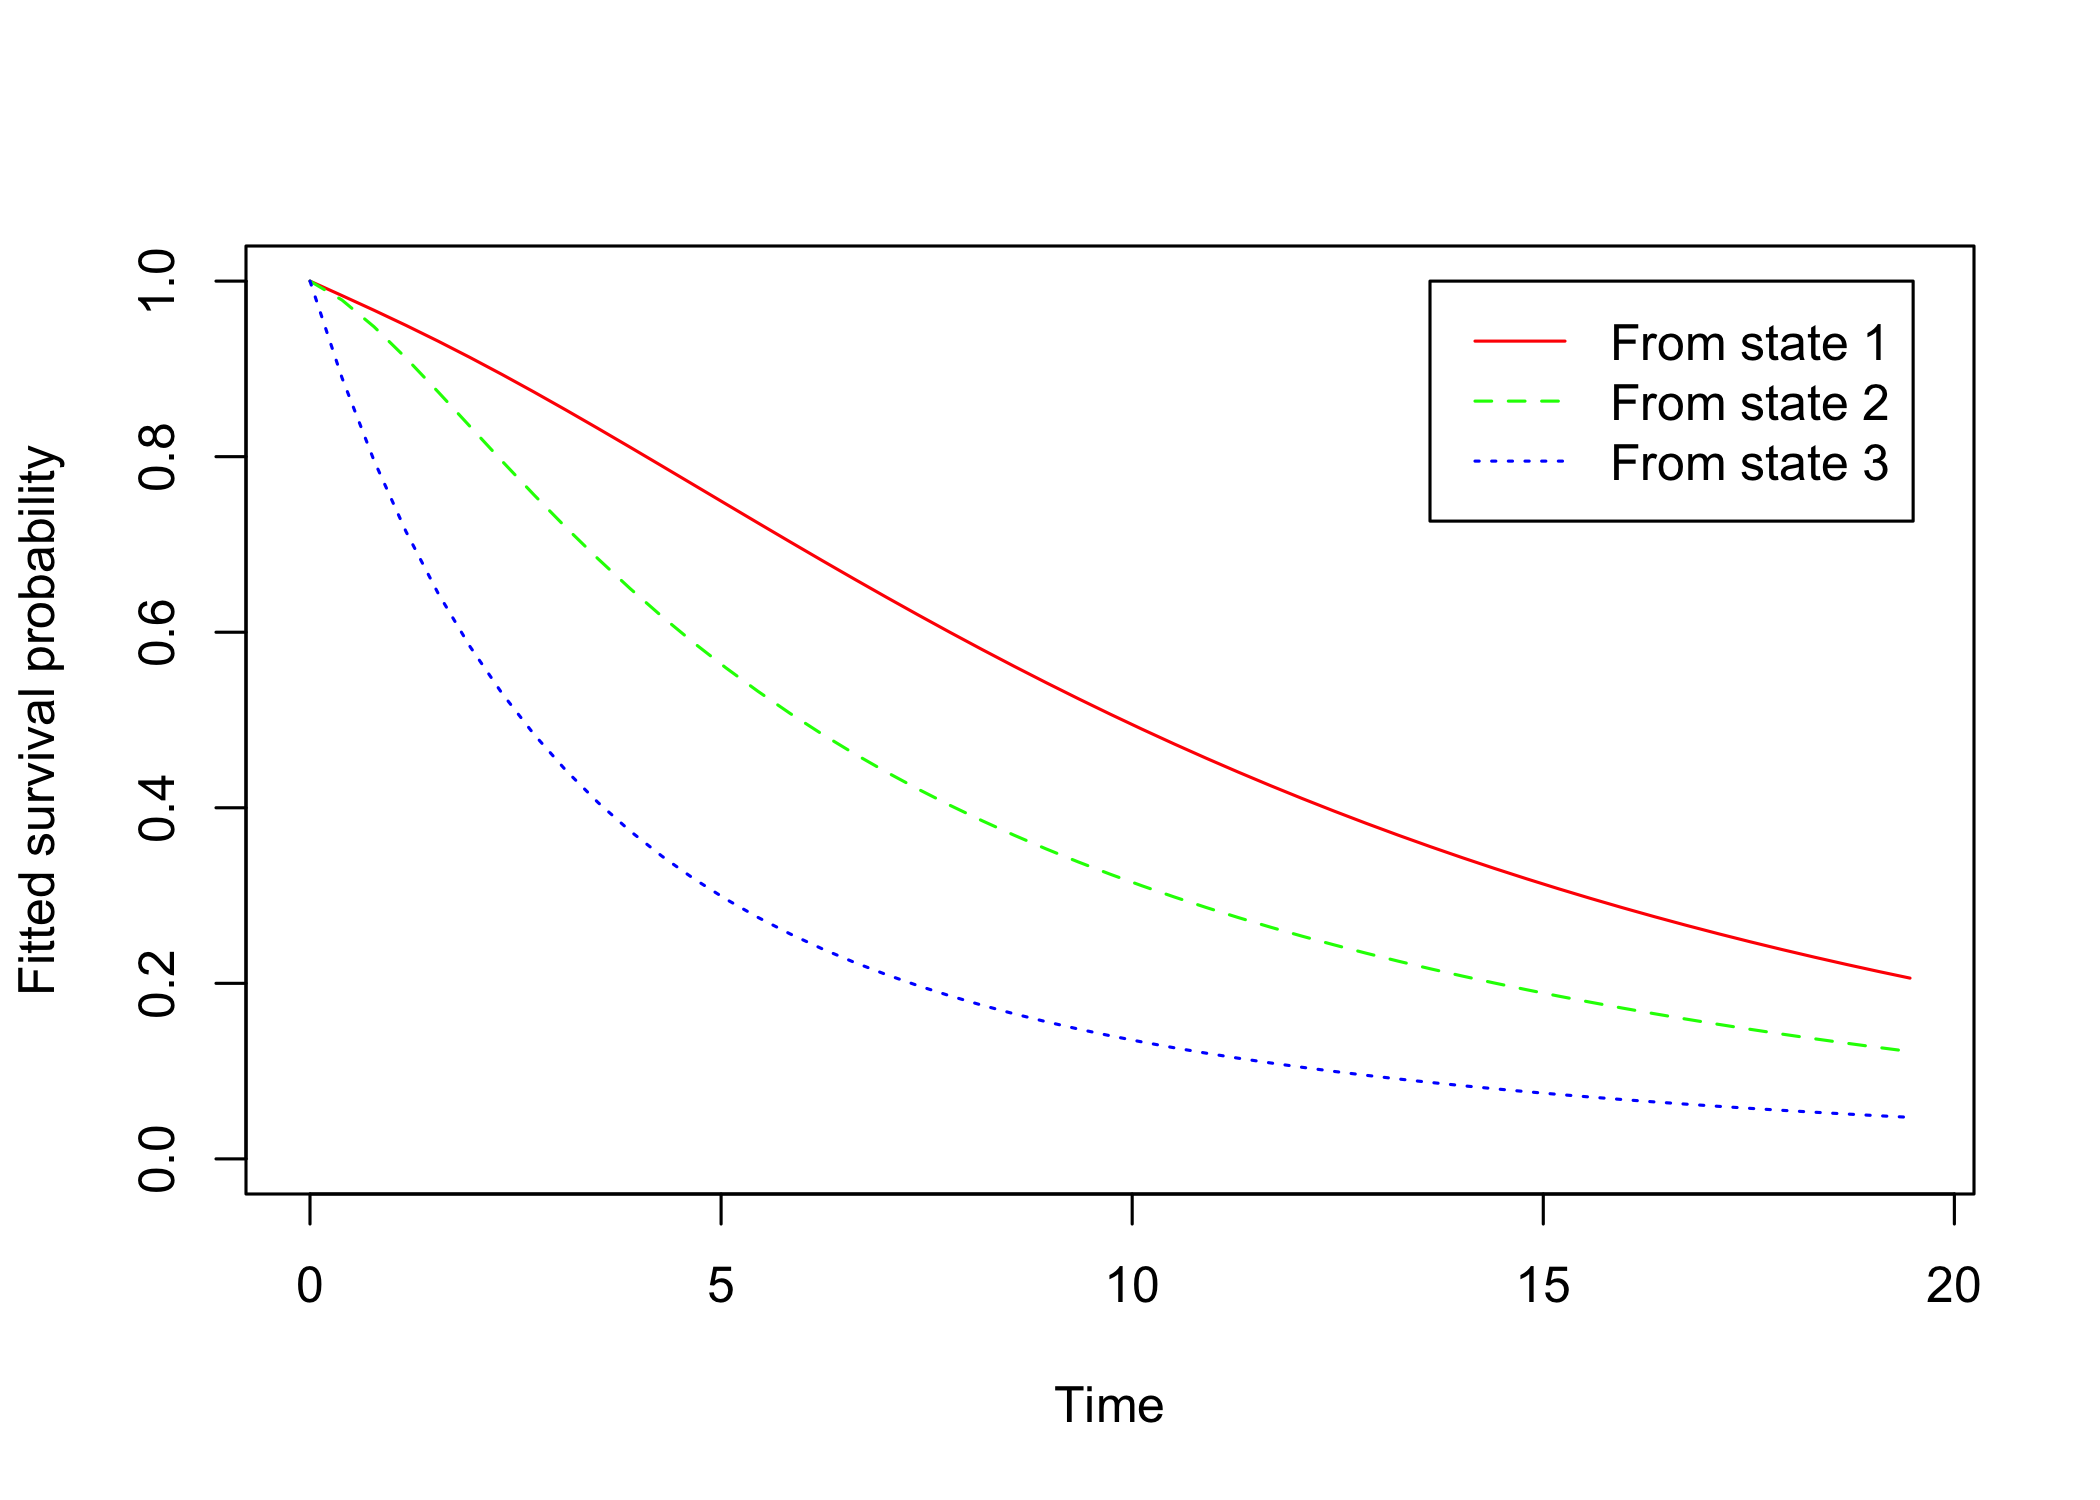 Fitted survival probability
1.0
0.8
0.6
0.4
0.2
0.0
From state 1
From state 2
From state 3
0 5 10 15 20
Time